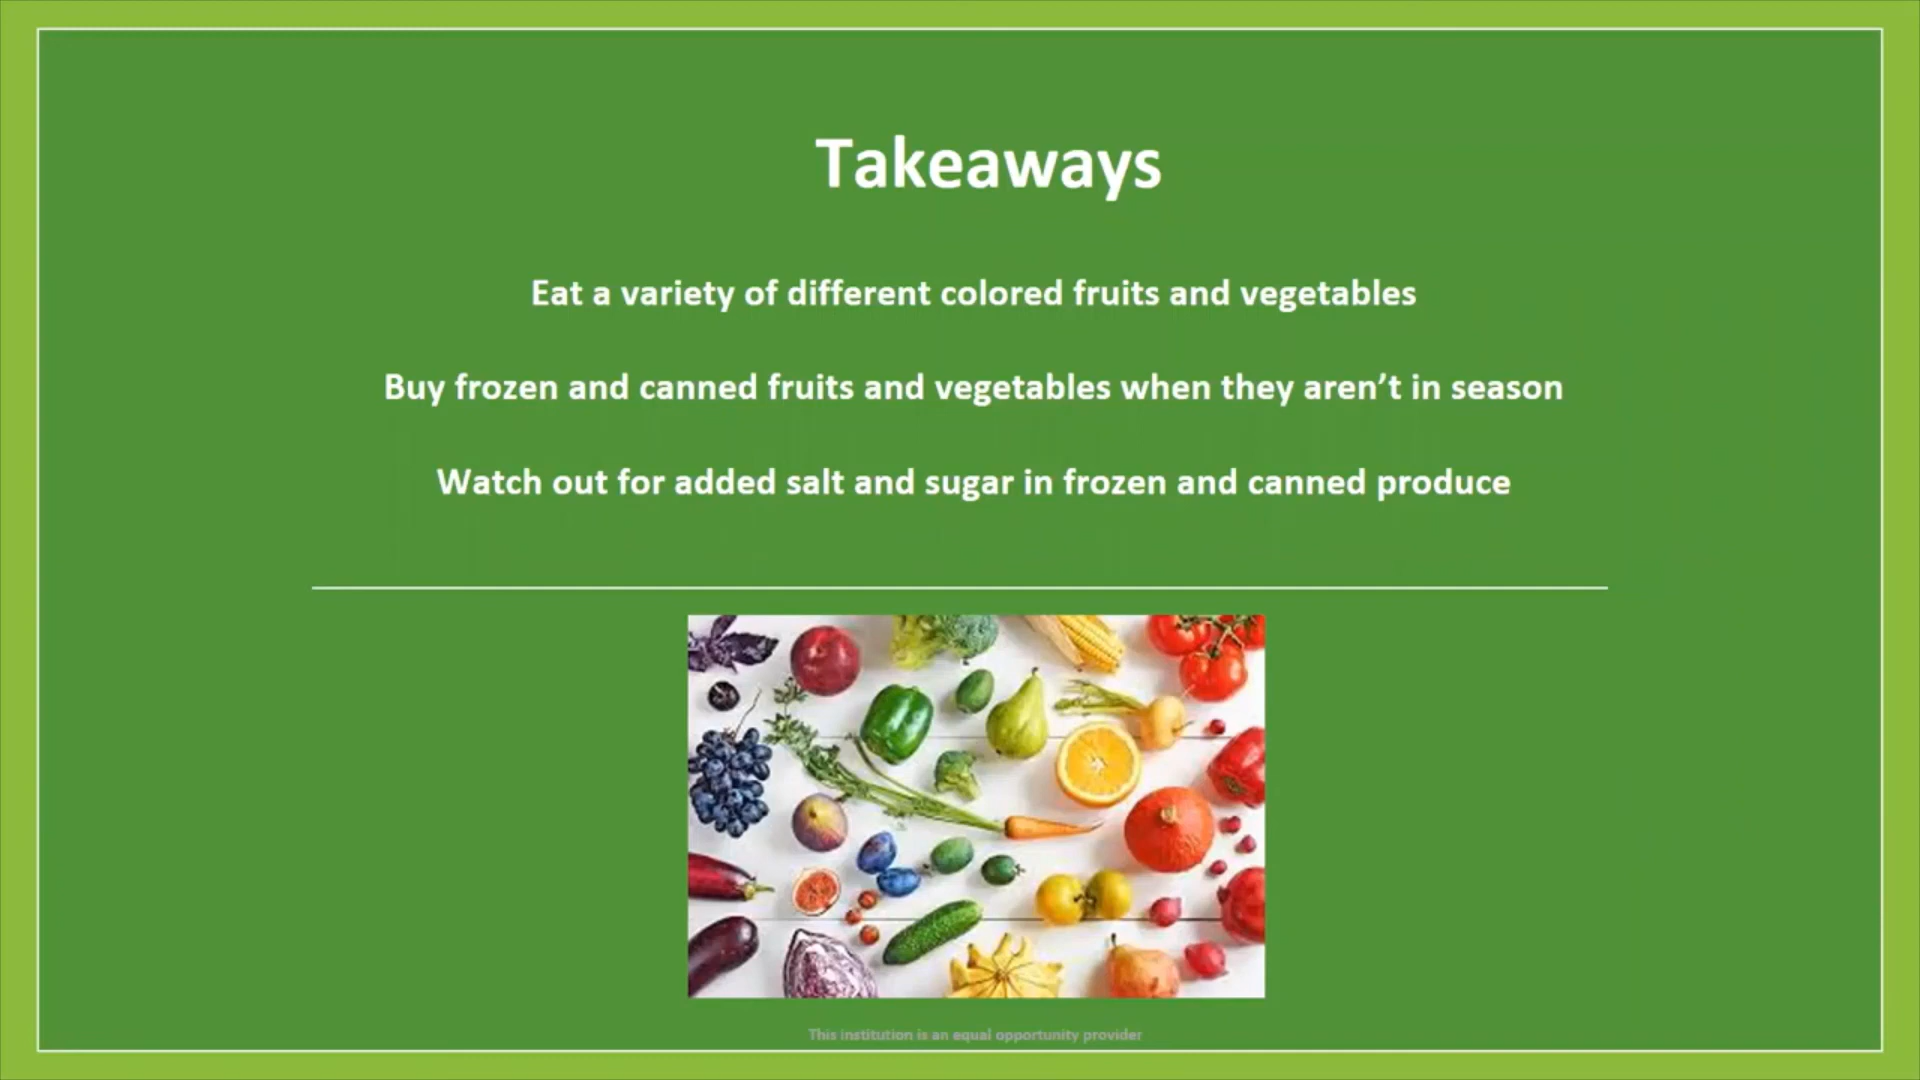 Takeaways
Eat a variety of different colored fruits and vegetables
Buy frozen and canned fruits and vegetables when they aren’t in season
Watch out for added salt and sugar in frozen and canned produce
This institution is an equal opportunity provider